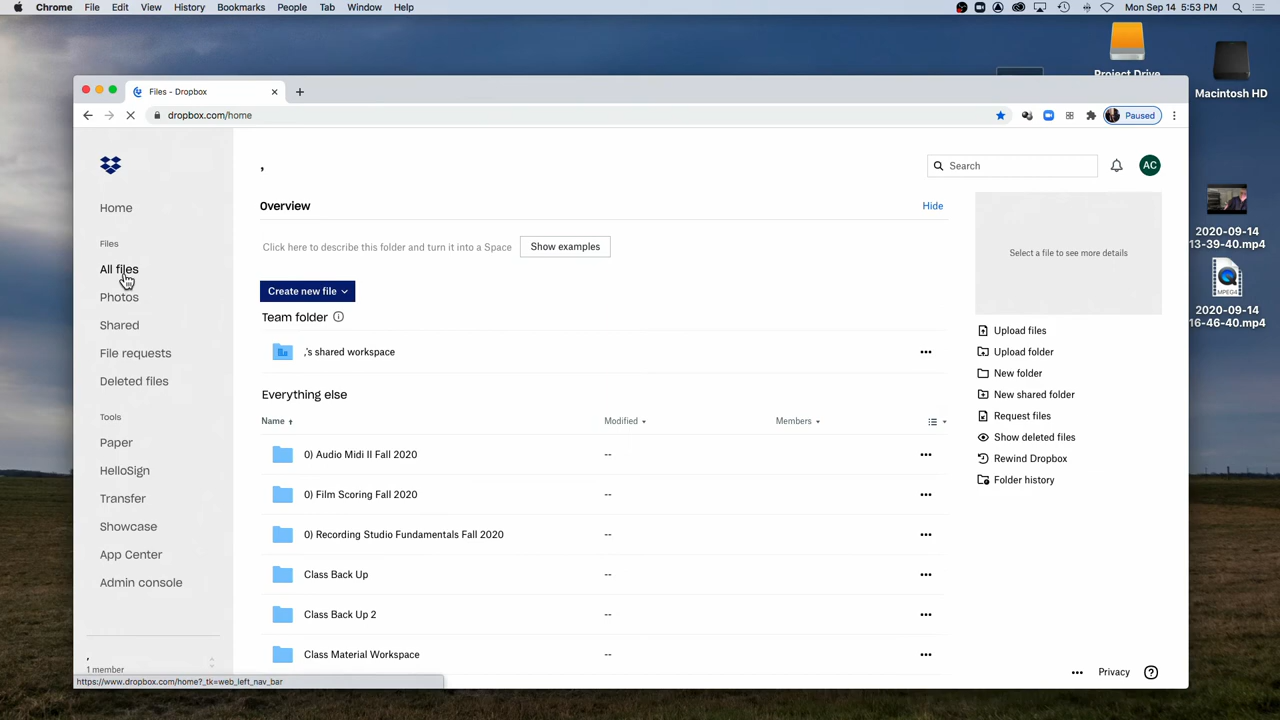 Chrome File Edit View History Bookmarks People Tab Window Help
Mon Sep 14 5:53 PM
Project Drive
Macintosh HD
Files - Dropbox
dropbox.com/home
Paused
,
Search
AC
Home
Overview
Hide
Files
Click here to describe this folder and turn it into a Space
Show examples
Select a file to see more details
All files
Photos
Create new file
Team folder
Shared
,'s shared workspace
File requests
Deleted files
Everything else
Name
Modified
Members
Tools
Paper
0) Audio Midi II Fall 2020
--
HelloSign
Transfer
0) Film Scoring Fall 2020
--
Showcase
0) Recording Studio Fundamentals Fall 2020
--
App Center
Class Back Up
--
Admin console
Class Back Up 2
--
Class Material Workspace
--
Upload files
Upload folder
New folder
New shared folder
Request files
Show deleted files
Rewind Dropbox
Folder history
,
1 member
Privacy
https://www.dropbox.com/home?_tk=web_left_nav_bar
2020-09-14
13-39-40.mp4
MPEG4
2020-09-14
16-46-40.mp4